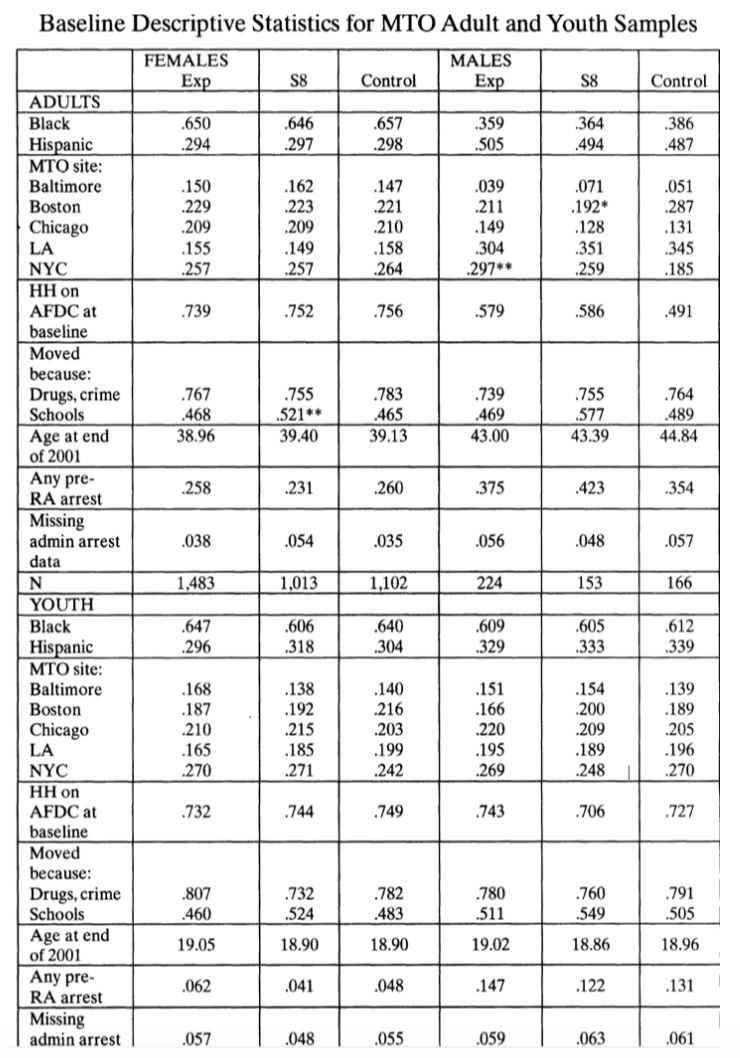 Baseline Descriptive Statistics for MTO Adult and Youth Samples
FEMALES MALES
Exp S8 Control Exp S8 Control
ADULTS
Black .650 .646 .657 .359 .364 .386
Hispanic .294 .297 .298 .505 .494 .487
MTO site:
Baltimore .150 .162 .147 .039 .071 .051
Boston .229 .223 .221 .211 .192* .287
Chicago .209 .209 .210 .149 .128 .131
LA .155 .149 .158 .304 .351 .345
NYC .257 .257 .264 .297** .259 .185
HH on
AFDC at .739 .752 .756 .579 .586 .491
baseline
Moved
because:
Drugs, crime .767 .755 .783 .739 .755 .764
Schools .468 .521** .465 .469 .577 .489
Age at end 38.96 39.40 39.13 43.00 43.39 44.84
of 2001
Any pre-
.258 .231 .260 .375 .423 .354
RA arrest
Missing
admin arrest .038 .054 .035 .056 .048 .057
data
N 1,483 1,013 1,102 224 153 166
YOUTH
Black .647 .606 .640 .609 .605 .612
Hispanic .296 .318 .304 .329 .333 .339
MTO site:
Baltimore .168 .138 .140 .151 .154 .139
Boston .187 .192 .216 .166 .200 .189
Chicago .210 .215 .203 .220 .209 .205
LA .165 .185 .199 .195 .189 .196
NYC .270 .271 .242 .269 .248 .270
HH on
AFDC at .732 .744 .749 .743 .706 .727
baseline
Moved
because:
Drugs, crime .807 .732 .782 .780 .760 .791
Schools .460 .524 .483 .511 .549 .505
Age at end
19.05 18.90 18.90 19.02 18.86 18.96
of 2001
Any pre-
.062 .041 .048 .147 .122 .131
RA arrest
Missing
admin arrest .057 .048 .055 .059 .063 .061